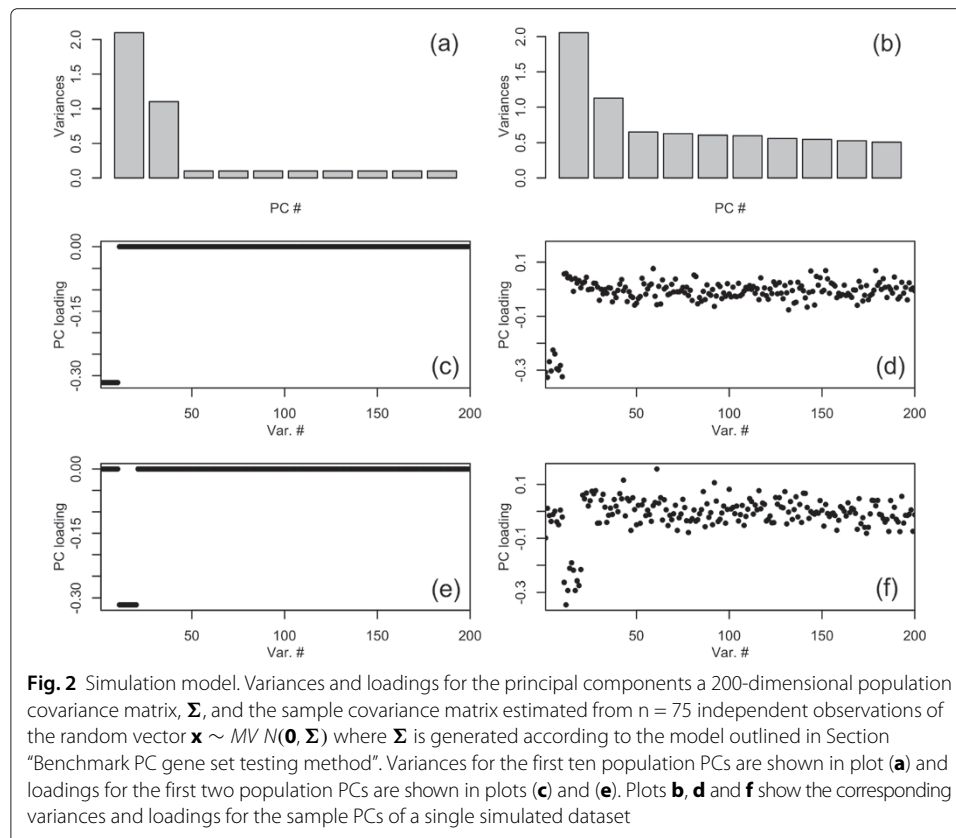 (a)
Variances
2.0
1.5
1.0
0.5
0.0
PC #
(b)
Variances
2.0
1.5
1.0
0.5
0.0
PC #
(c)
PC loading
0.00
-0.15
-0.30
50 100 150 200
Var. #
(d)
PC loading
0.1
-0.1
-0.3
50 100 150 200
Var. #
(e)
PC loading
0.00
-0.15
-0.30
50 100 150 200
Var. #
(f)
PC loading
0.1
-0.1
-0.3
50 100 150 200
Var. #
Fig. 2 Simulation model. Variances and loadings for the principal components a 200-dimensional population
covariance matrix, Σ, and the sample covariance matrix estimated from n = 75 independent observations of
the random vector x ∼ MV N(0, Σ) where Σ is generated according to the model outlined in Section
“Benchmark PC gene set testing method”. Variances for the first ten population PCs are shown in plot (a) and
loadings for the first two population PCs are shown in plots (c) and (e). Plots b, d and f show the corresponding
variances and loadings for the sample PCs of a single simulated dataset